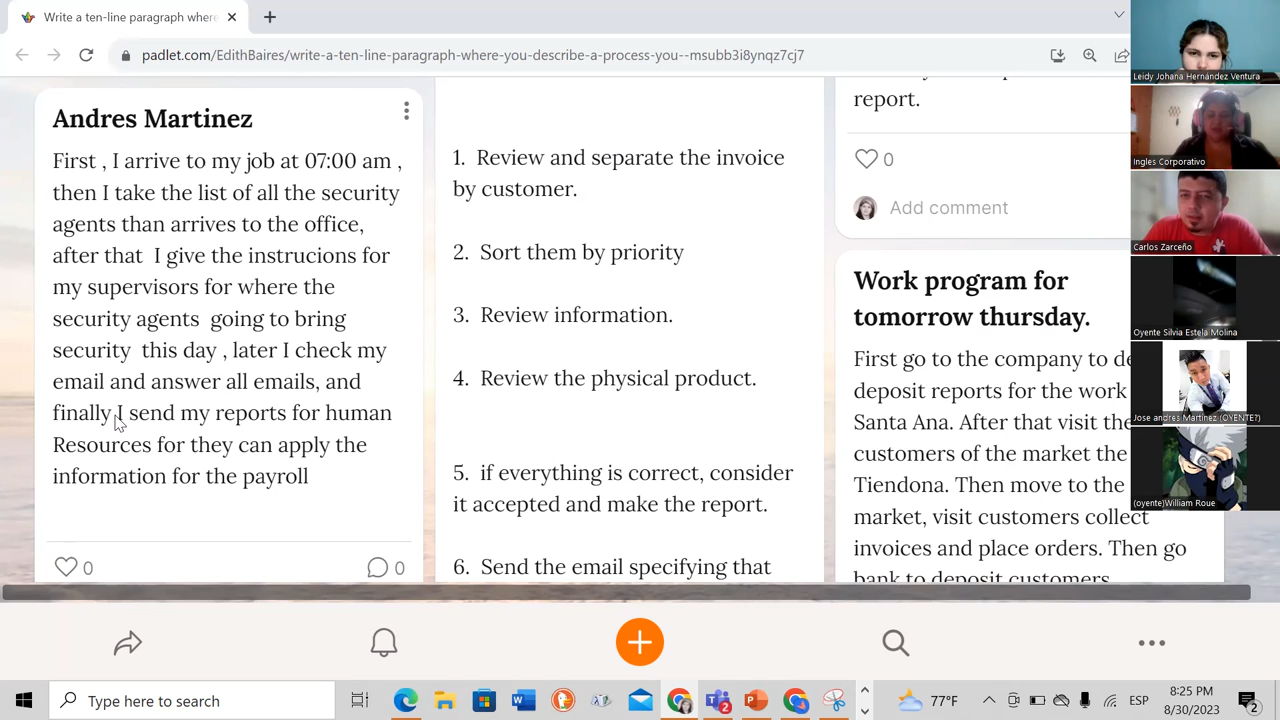 Write a ten-line paragraph where
padlet.com/EdithBaires/write-a-ten-line-paragraph-where-you-describe-a-process-you--msubb3i8ynqz7cj7
Andres Martinez
First , I arrive to my job at 07:00 am ,
then I take the list of all the security
agents than arrives to the office,
after that I give the instrucions for
my supervisors for where the
security agents going to bring
security this day , later I check my
email and answer all emails, and
finally I send my reports for human
Resources for they can apply the
information for the payroll
0
0
1. Review and separate the invoice
by customer.
2. Sort them by priority
3. Review information.
4. Review the physical product.
5. if everything is correct, consider
it accepted and make the report.
6. Send the email specifying that
report.
0
Add comment
Work program for
tomorrow thursday.
First go to the company to de
deposit reports for the work
Santa Ana. After that visit the
customers of the market the
Tiendona. Then move to the
market, visit customers collect
invoices and place orders. Then go
bank to deposit customers
Leidy Johana Hernández Ventura
Ingles Corporativo
Carlos Zarceño
Oyente Silvia Estela Molina
Jose andres Martinez (OYENTE?)
(oyente)William Roue
Type here to search
77°F
ESP
8:25 PM
8/30/2023
2
2